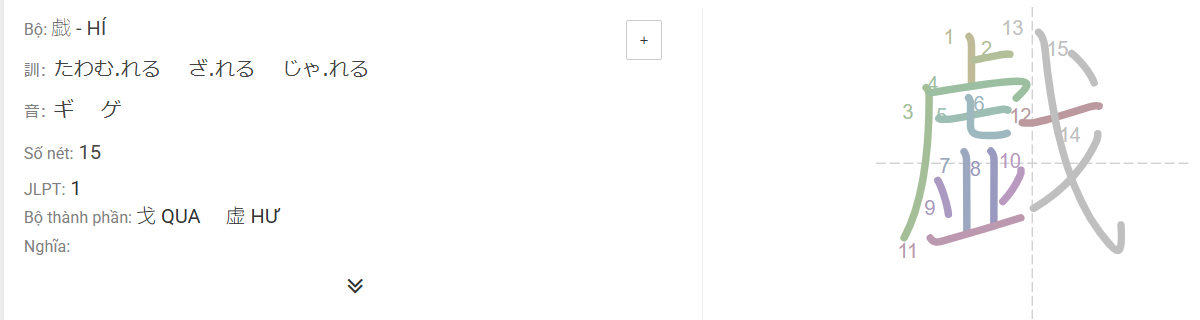 Bộ: 戯 - HÍ
+
訓: たわむ.れる ざ.れる じゃ.れる
音: ギ ゲ
Số nét: 15
JLPT: 1
Bộ thành phần: 戈 QUA 虚 HƯ
Nghĩa:
戯
1 2 3 4 5 6 7 8 9 10 11 12 13 14 15